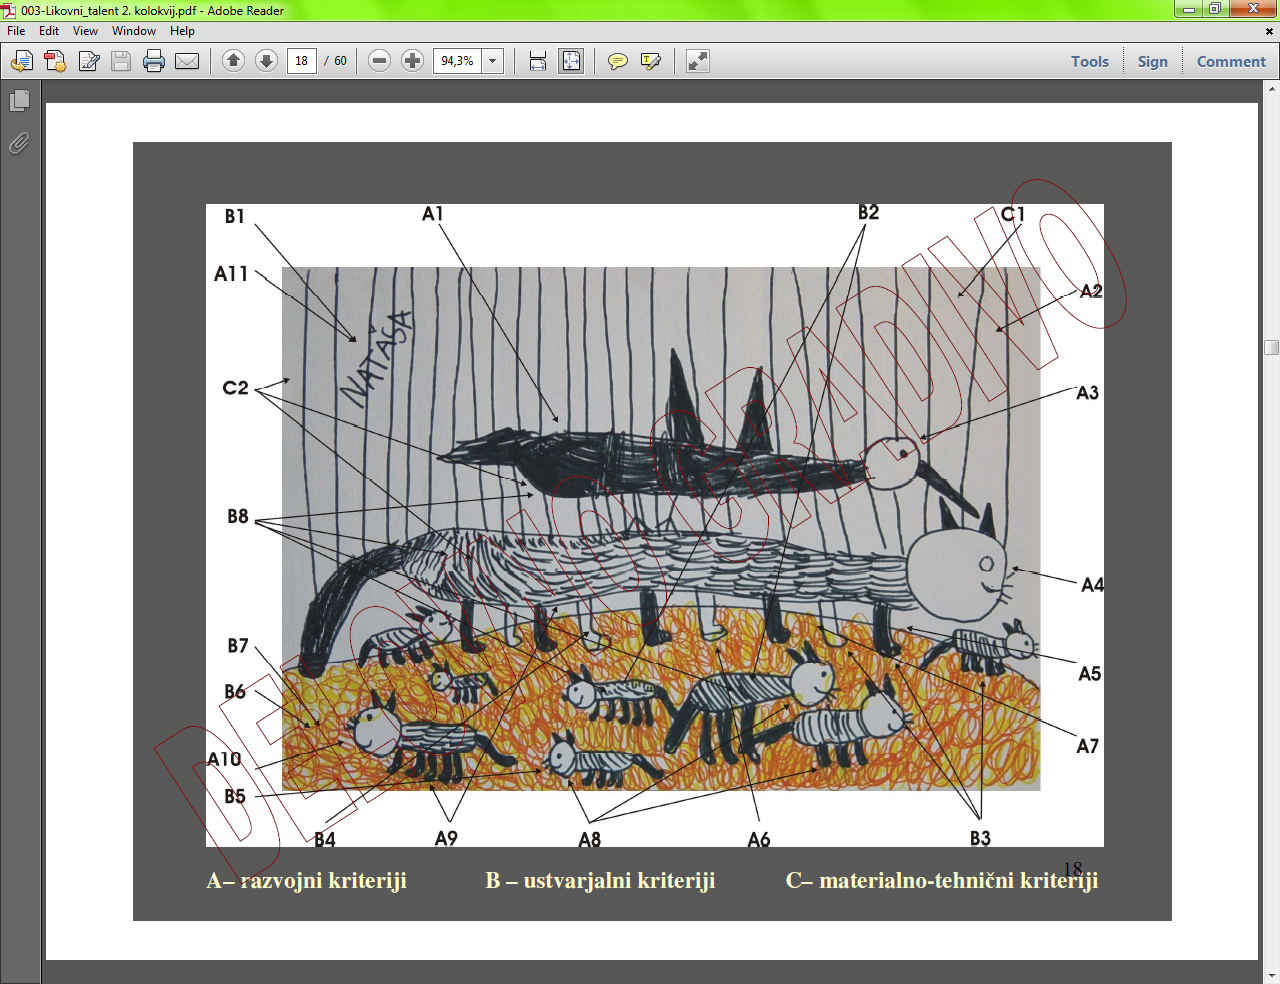 003-Likovni_talent 2. kolokvij.pdf - Adobe Reader
File Edit View Window Help
18 / 60 94,3% Tools Sign Comment
B1 A1 B2 C1
A11 A2
NATAŠA
C2 A3
B8
A4
B7
A5
B6
A10 A7
B5
B4 A9 A8 A6 B3
18
A– razvojni kriteriji B – ustvarjalni kriteriji C– materialno-tehnični kriteriji